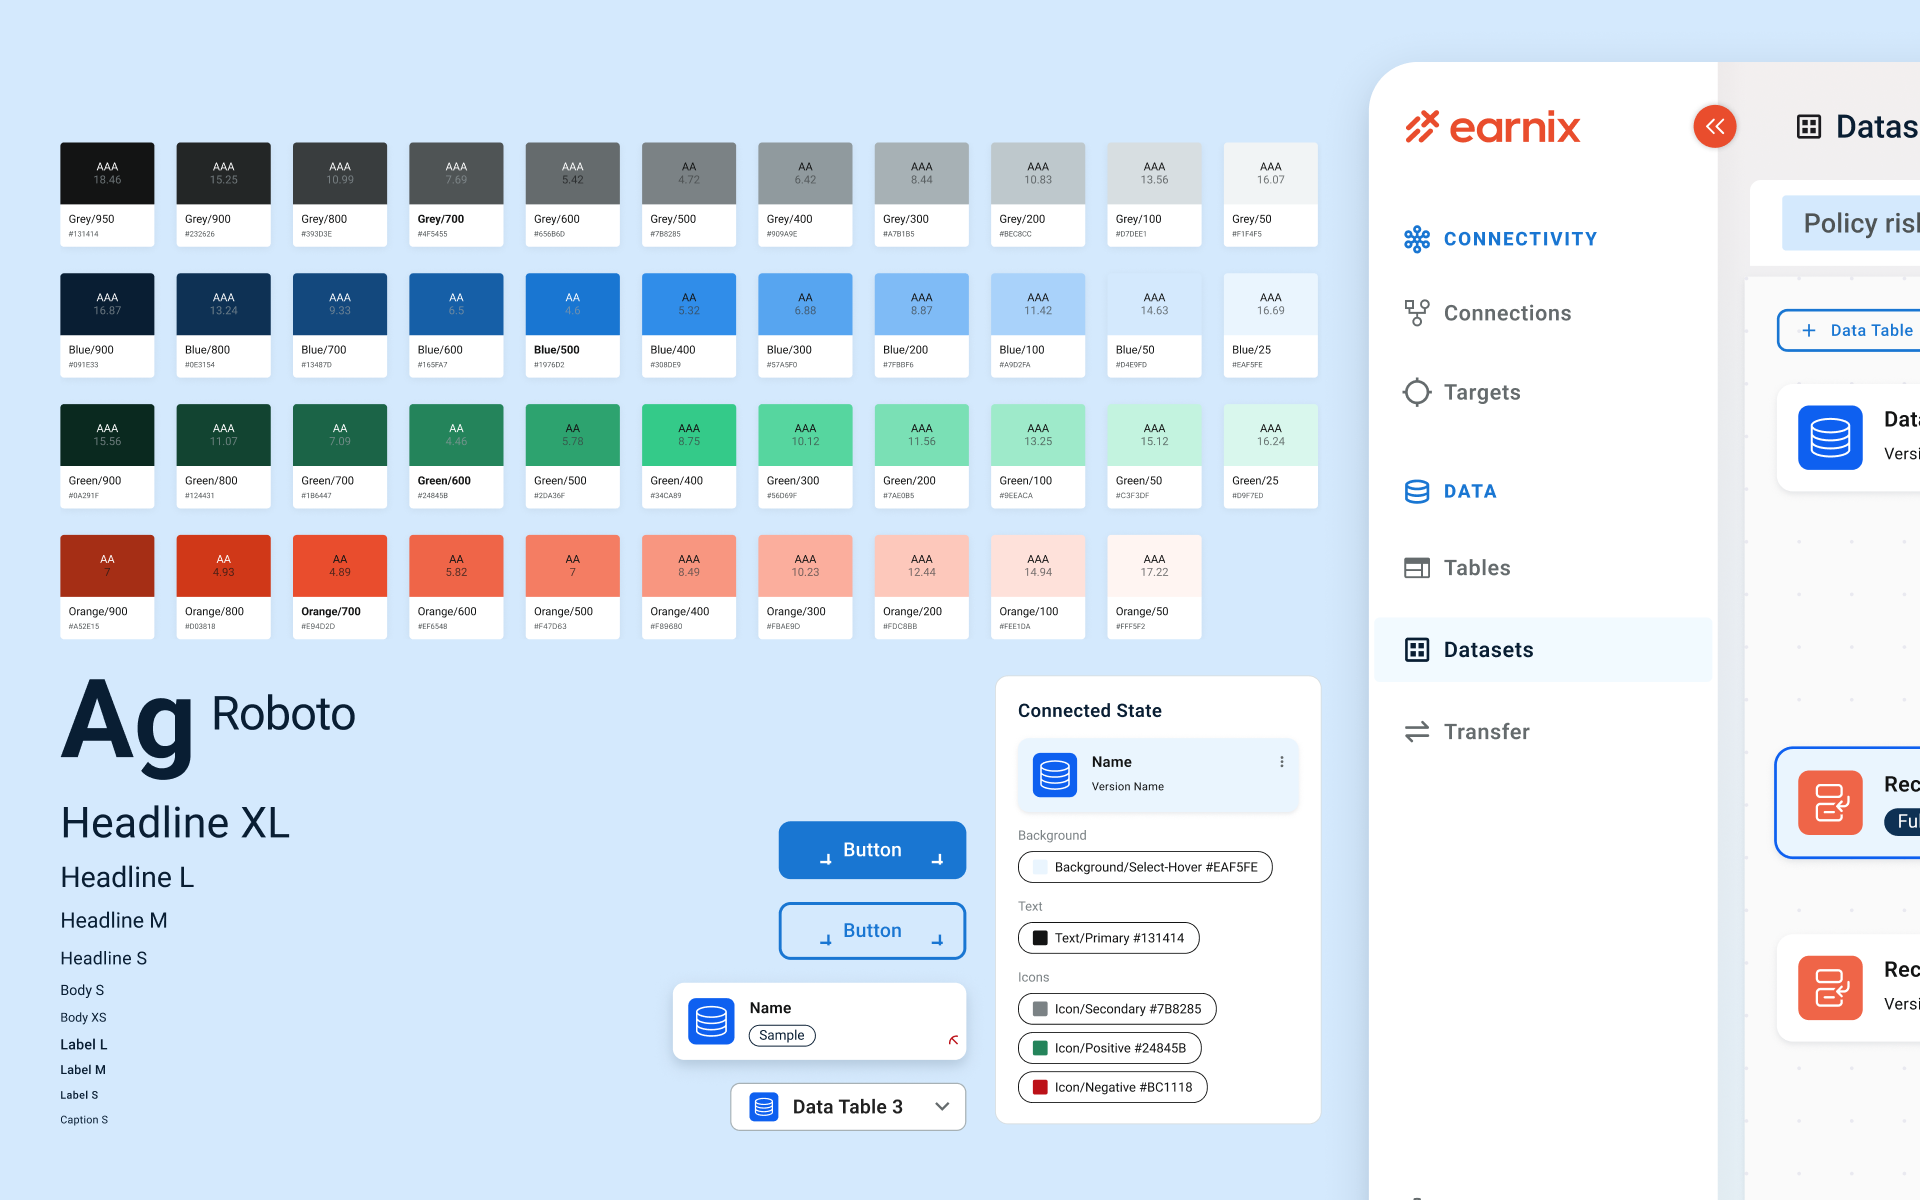 AAA
18.46
Grey/950
#131414
AAA
15.25
Grey/900
#232626
AAA
10.99
Grey/800
#393D3E
AAA
7.69
Grey/700
#4F5455
AAA
5.42
Grey/600
#656B6D
AA
4.72
Grey/500
#7B8285
AA
6.42
Grey/400
#909A9E
AAA
8.44
Grey/300
#A7B1B5
AAA
10.83
Grey/200
#BEC8CC
AAA
13.56
Grey/100
#D7DEE1
AAA
16.07
Grey/50
#F1F4F5
AAA
16.87
Blue/900
#091E33
AAA
13.24
Blue/800
#0E3154
AAA
9.33
Blue/700
#13487D
AA
6.5
Blue/600
#165FA7
AA
4.6
Blue/500
#1976D2
AA
5.32
Blue/400
#308DE9
AA
6.88
Blue/300
#57A5F0
AAA
8.87
Blue/200
#7FBBF6
AAA
11.42
Blue/100
#A9D2FA
AAA
14.63
Blue/50
#D4E9FD
AAA
16.69
Blue/25
#EAF5FE
AAA
15.56
Green/900
#0A291F
AAA
11.07
Green/800
#124431
AA
7.09
Green/700
#1B6447
AA
4.46
Green/600
#24845B
AA
5.78
Green/500
#2DA36F
AAA
8.75
Green/400
#34CA89
AAA
10.12
Green/300
#56D69F
AAA
11.56
Green/200
#7AE0B5
AAA
13.25
Green/100
#9EEACA
AAA
15.12
Green/50
#C3F3DF
AAA
16.24
Green/25
#D9F7ED
AA
7
Orange/900
#A52E15
AA
4.93
Orange/800
#D03818
AA
4.89
Orange/700
#E94D2D
AA
5.82
Orange/600
#EF6548
AA
7
Orange/500
#F47D63
AAA
8.49
Orange/400
#F89680
AAA
10.23
Orange/300
#FBAE9D
AAA
12.44
Orange/200
#FDC8BB
AAA
14.94
Orange/100
#FEE1DA
AAA
17.22
Orange/50
#FFF5F2
Ag Roboto
Headline XL
Headline L
Headline M
Headline S
Body S
Body XS
Label L
Label M
Label S
Caption S
Button
Button
Name
Sample
Data Table 3
Connected State
Name
Version Name
Background
Background/Select-Hover #EAF5FE
Text
Text/Primary #131414
Icons
Icon/Secondary #7B8285
Icon/Positive #24845B
Icon/Negative #BC1118
earnix
CONNECTIVITY
Connections
Targets
DATA
Tables
Datasets
Transfer
Datas
Policy risk
Data Table
Data
Versi
Rec
Ful
Rec
Versi